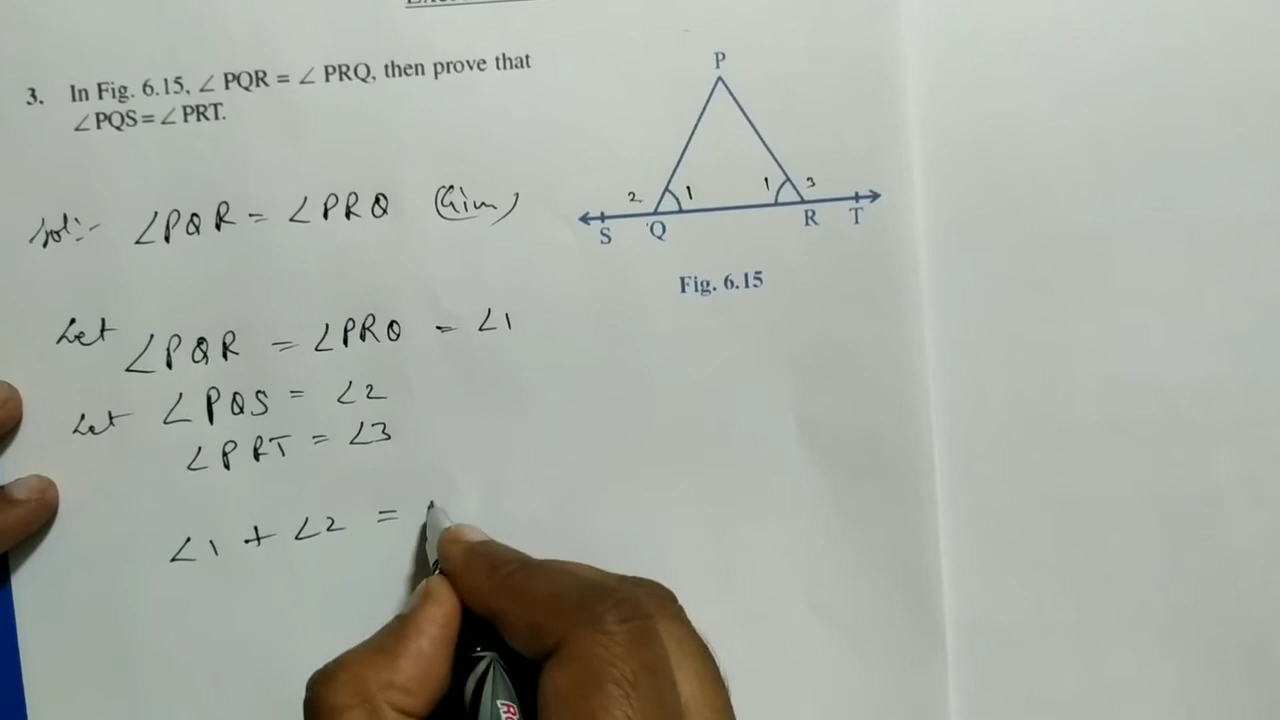 3. In Fig. 6.15, ∠ PQR = ∠ PRQ, then prove that
∠PQS = ∠PRT.
P
2 1 1 3
S Q R T
Fig. 6.15
Sol:- ∠PQR = ∠PRQ
Let ∠PQR = ∠PRQ = ∠1
Let ∠PQS = ∠2
∠PRT = ∠3
∠1 + ∠2 =